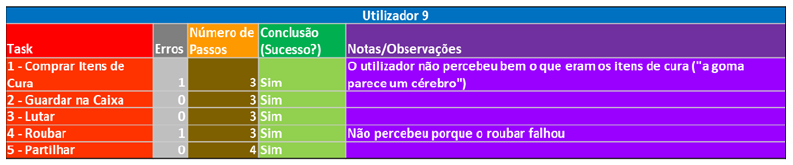 Utilizador 9
Task Erros Número de Passos Conclusão (Sucesso?) Notas/Observações
1 - Comprar Itens de Cura 1 3 Sim O utilizador não percebeu bem o que eram os itens de cura ("a goma parece um cérebro")
2 - Guardar na Caixa 0 3 Sim
3 - Lutar 0 3 Sim
4 - Roubar 1 3 Sim Não percebeu porque o roubar falhou
5 - Partilhar 0 4 Sim